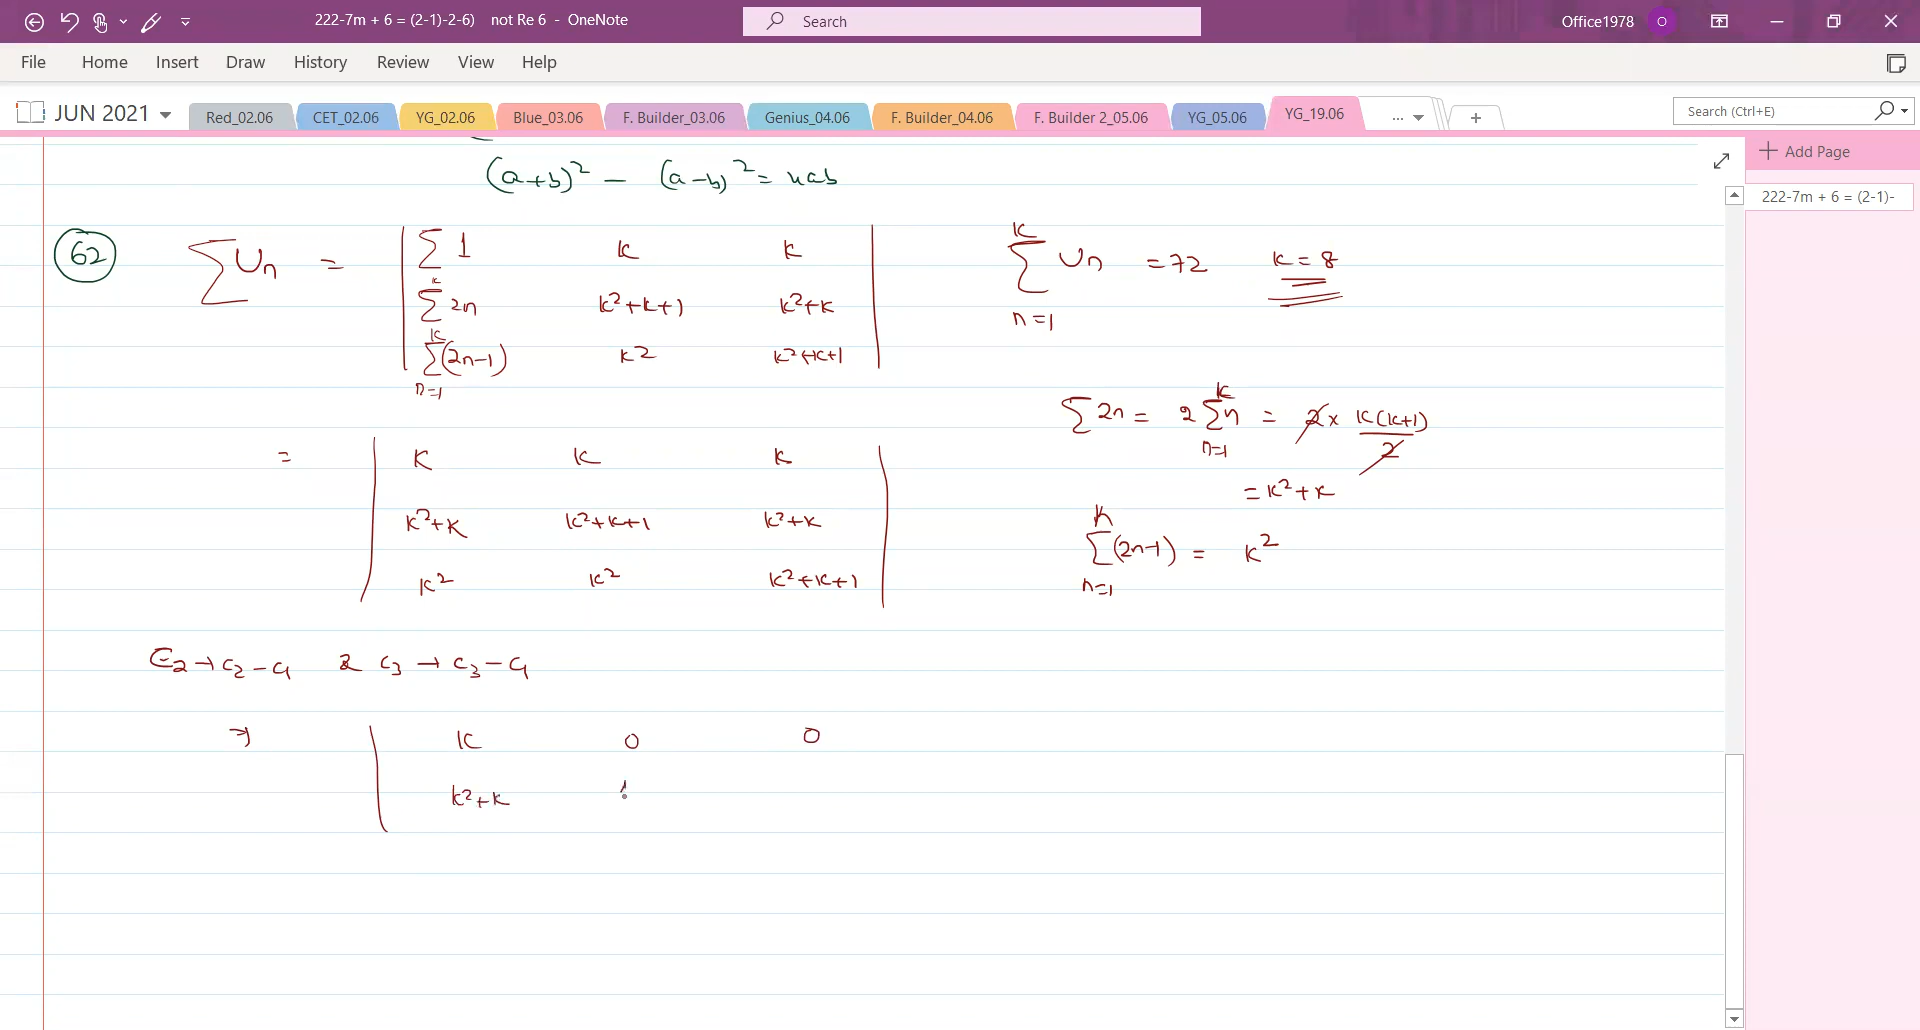 222-7m + 6 = (2-1)-2-6) not Re 6 - OneNote
Search
Office1978
O
File Home Insert Draw History Review View Help
JUN 2021
Red_02.06 CET_02.06 YG_02.06 Blue_03.06 F. Builder_03.06 Genius_04.06 F. Builder_04.06 F. Builder 2_05.06 YG_05.06 YG_19.06 ... +
Search (Ctrl+E)
Add Page
222-7m + 6 = (2-1)-
(a+b)² - (a-b)² = 4ab
62
∑ Uₙ = | ∑ 1 k k |
| ∑^k 2n k²+k+1 k²+k |
| ∑_{n=1}^{k} (2n-1) k² k²+k+1 |
∑_{n=1}^{k} Uₙ = 72 k = 8
∑ 2n = 2 ∑_{n=1}^{k} n = 2 x k(k+1)/2
= k²+k
∑_{n=1}^{k} (2n-1) = k²
= | k k k |
| k²+k k²+k+1 k²+k |
| k² k² k²+k+1 |
C₂ → C₂ - C₁ & C₃ → C₃ - C₁
⇒ | k 0 0
k²+k